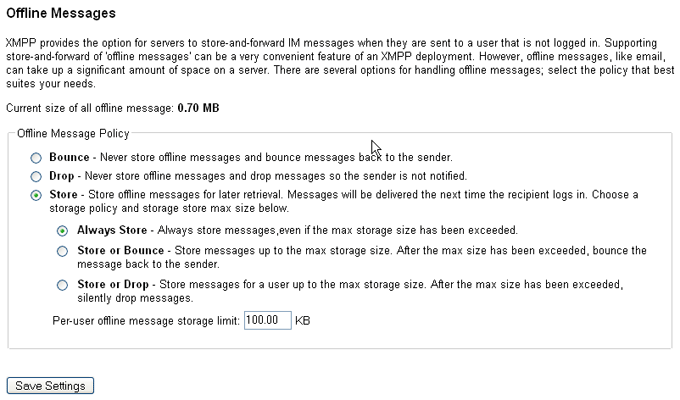 Offline Messages
XMPP provides the option for servers to store-and-forward IM messages when they are sent to a user that is not logged in. Supporting
store-and-forward of 'offline messages' can be a very convenient feature of an XMPP deployment. However, offline messages, like email,
can take up a significant amount of space on a server. There are several options for handling offline messages; select the policy that best
suites your needs.
Current size of all offline message: 0.70 MB
Offline Message Policy
Bounce - Never store offline messages and bounce messages back to the sender.
Drop - Never store offline messages and drop messages so the sender is not notified.
Store - Store offline messages for later retrieval. Messages will be delivered the next time the recipient logs in. Choose a
storage policy and storage store max size below.
Always Store - Always store messages,even if the max storage size has been exceeded.
Store or Bounce - Store messages up to the max storage size. After the max size has been exceeded, bounce the
message back to the sender.
Store or Drop - Store messages for a user up to the max storage size. After the max size has been exceeded,
silently drop messages.
Per-user offline message storage limit: 100.00 KB
Save Settings